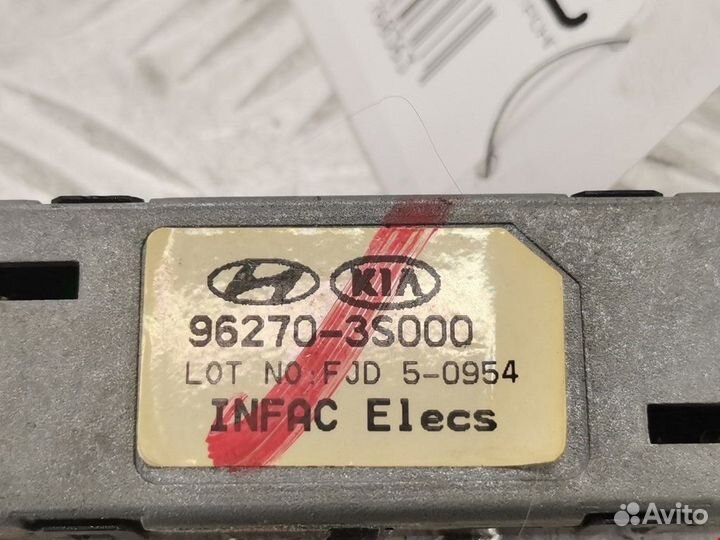 KIA
96270-3S000
LOT NO:FJD 5-0954
INFAC Elecs
Avito